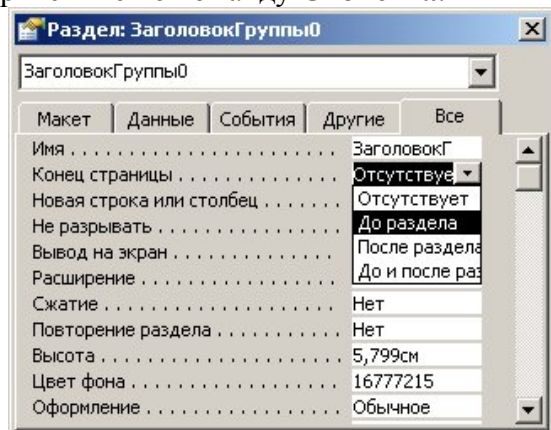 Раздел: ЗаголовокГруппы0
ЗаголовокГруппы0
Макет Данные События Другие Все
Имя . . . . . . . . . . . . . . . . . . . . . . . ЗаголовокГ
Конец страницы . . . . . . . . . . . . . Отсутствуе
Новая строка или столбец . . . . . . . Отсутствует
Не разрывать . . . . . . . . . . . . . . . До раздела
Вывод на экран . . . . . . . . . . . . . . После раздела
Расширение . . . . . . . . . . . . . . . . До и после раз
Сжатие . . . . . . . . . . . . . . . . . . . . Нет
Повторение раздела . . . . . . . . . . . Нет
Высота . . . . . . . . . . . . . . . . . . . . 5,799см
Цвет фона . . . . . . . . . . . . . . . . . 16777215
Оформление . . . . . . . . . . . . . . . . Обычное